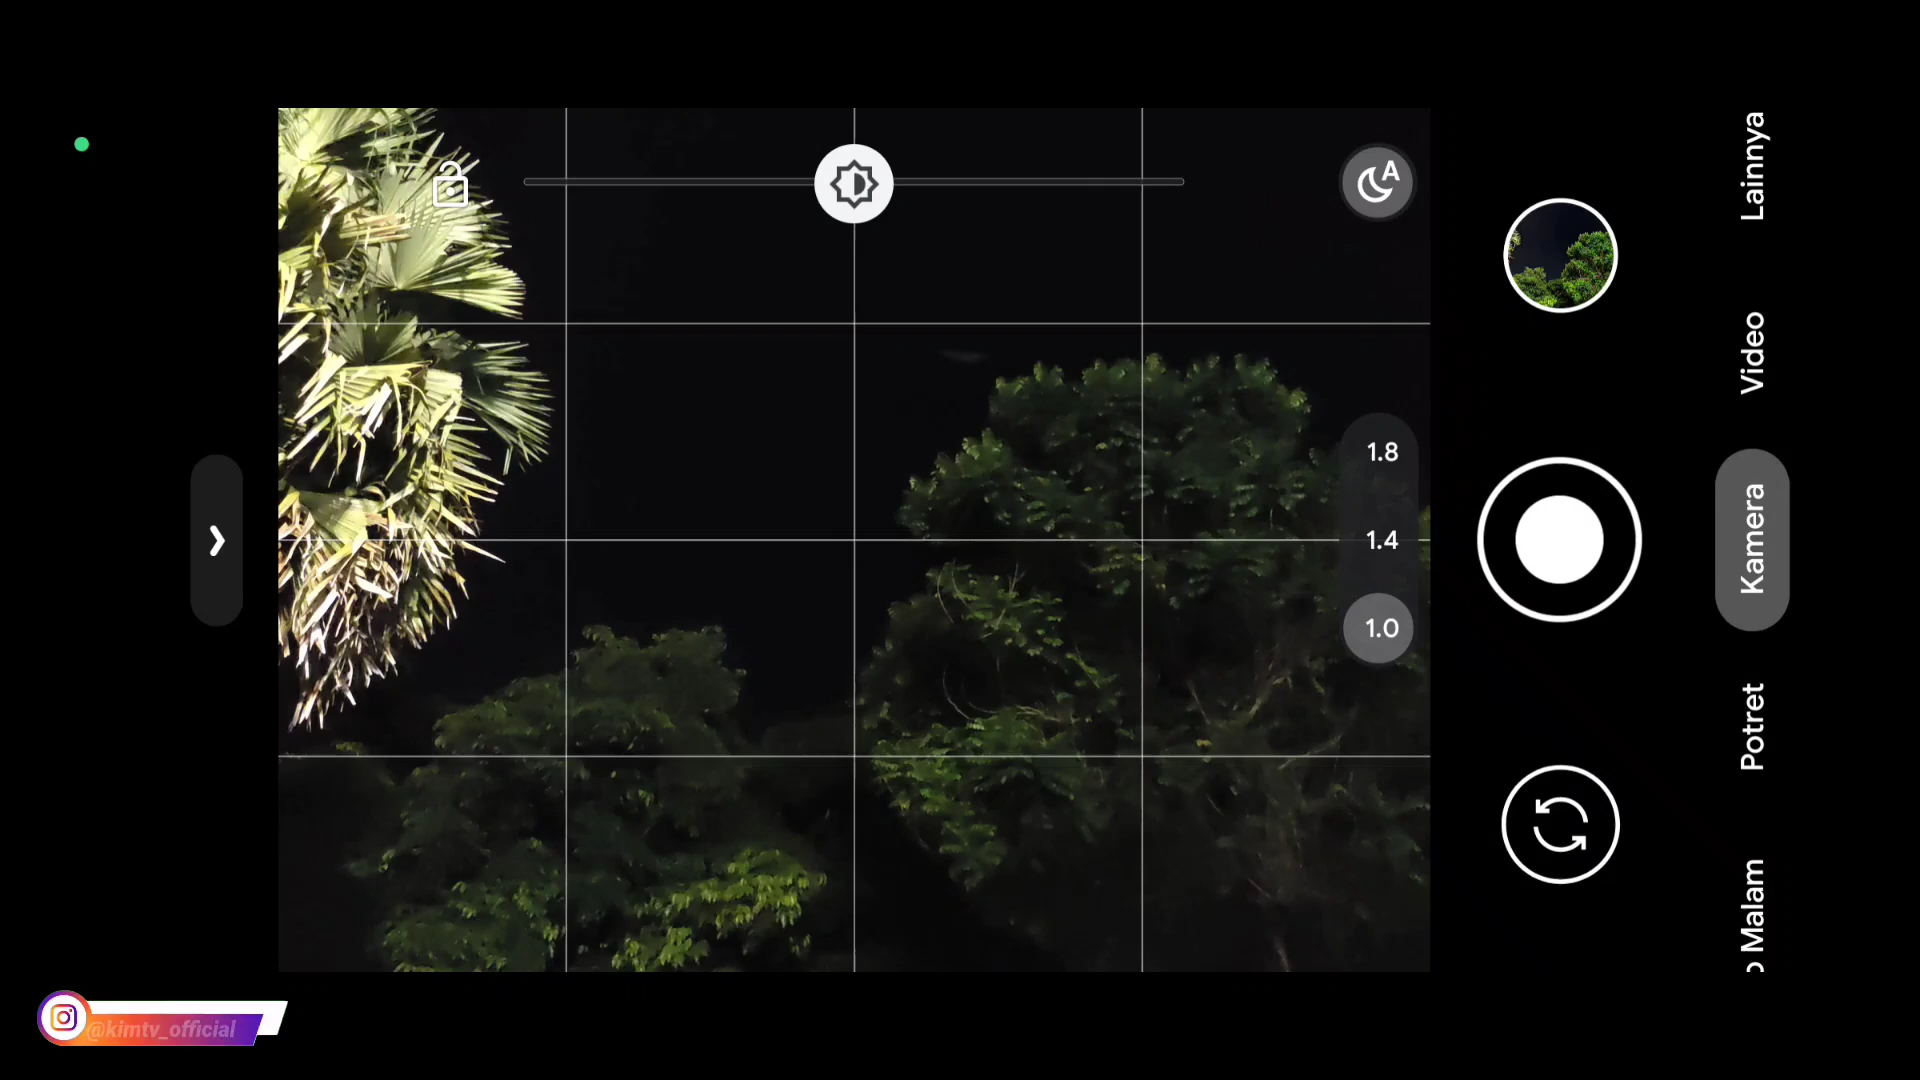 A
1.8
1.4
1.0
Lainnya
Video
Kamera
Potret
o Malam
@kimtv_official